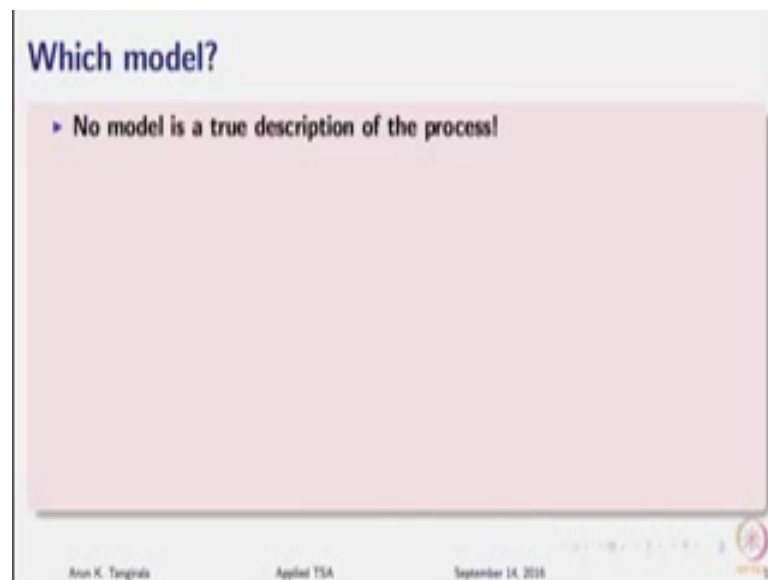 Which model?
▸ No model is a true description of the process!
Arun K. Tangirala Applied TSA September 14, 2016